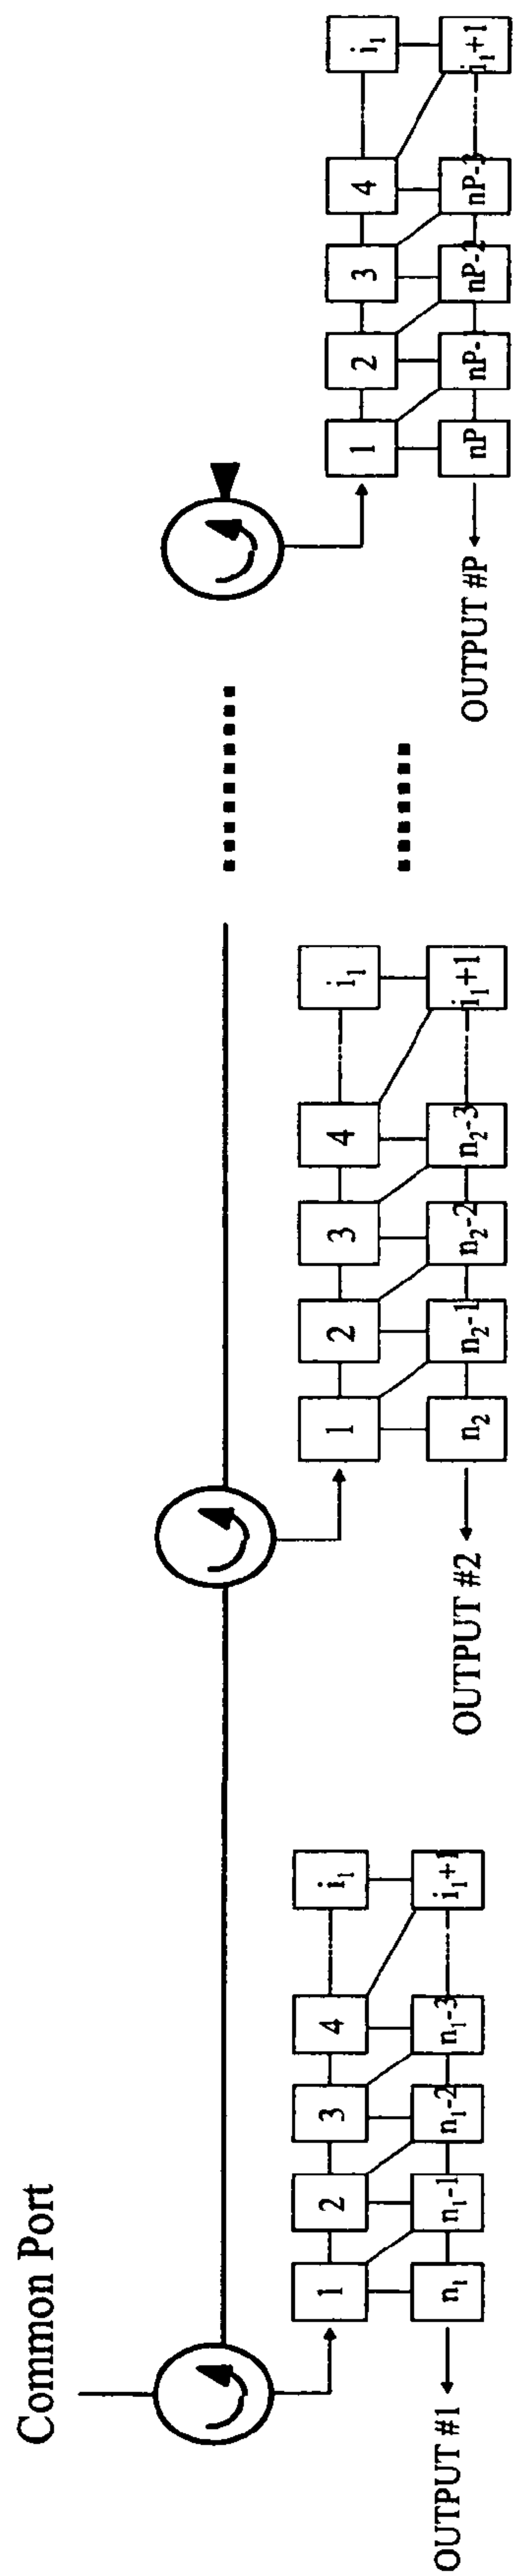 Common Port
1 2 3 4 i₁
n₁ n₁-1 n₁-2 n₁-3 i₁+1
OUTPUT #1
1 2 3 4 i₁
n₂ n₂-1 n₂-2 n₂-3 i₁+1
OUTPUT #2
1 2 3 4 i₁
nP nP- nP-2 nP-3 i₁+1
OUTPUT #P